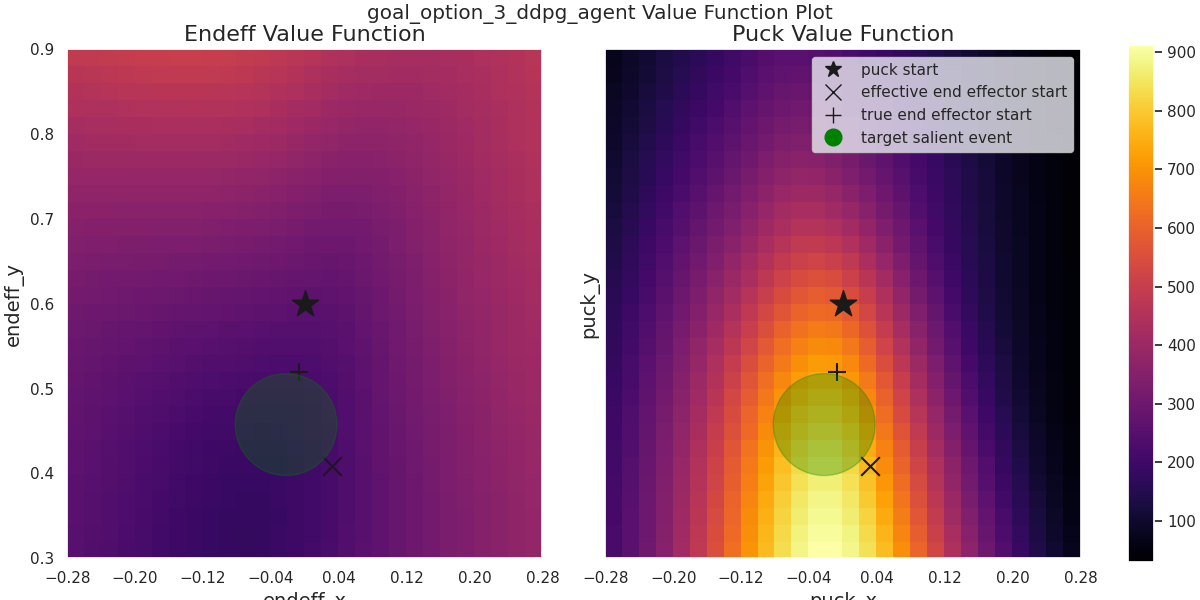 goal_option_3_ddpg_agent Value Function Plot
Endeff Value Function
Puck Value Function
0.9
0.8
0.7
0.6
0.5
0.4
0.3
endeff_y
−0.28
−0.20
−0.12
−0.04
0.04
0.12
0.20
0.28
endeff_x
puck_y
puck start
effective end effector start
true end effector start
target salient event
−0.28
−0.20
−0.12
−0.04
0.04
0.12
0.20
0.28
puck_x
900
800
700
600
500
400
300
200
100